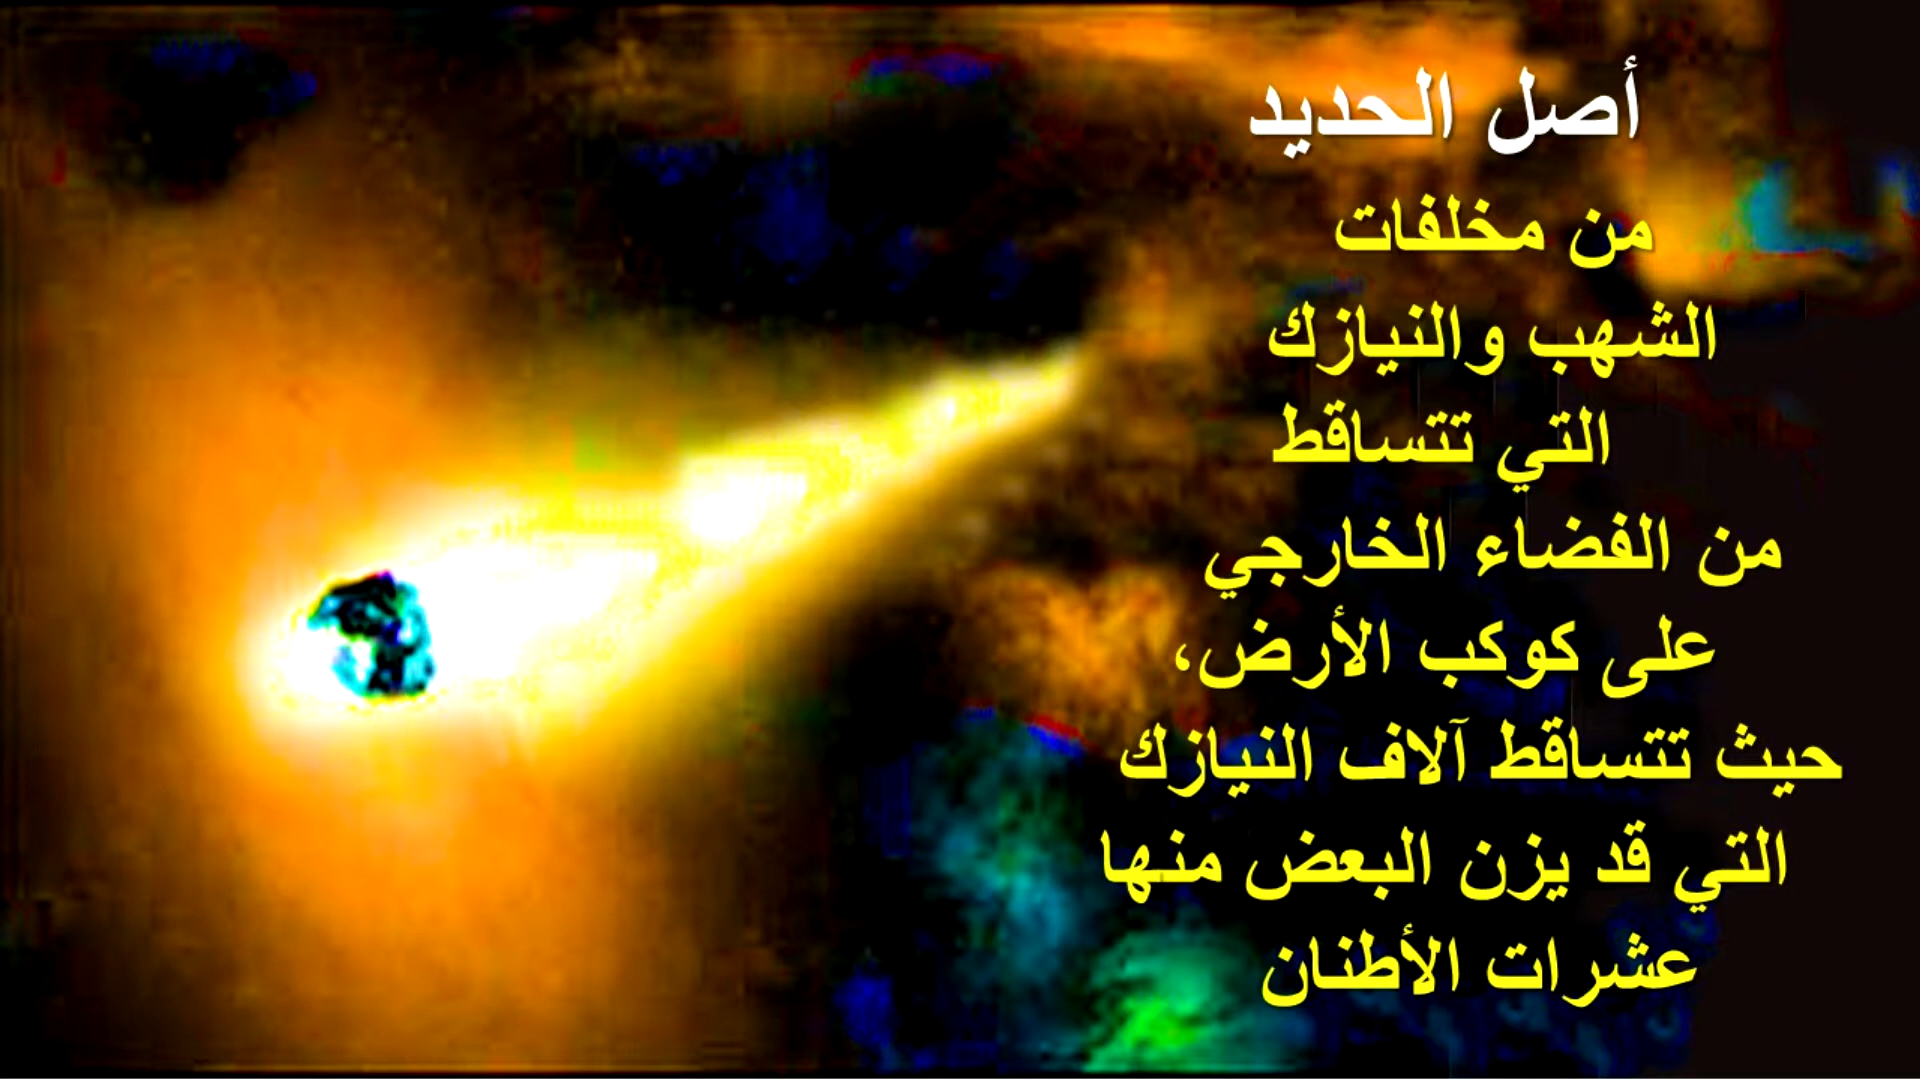 أصل الحديد
من مخلفات
الشهب والنيازك
التي تتساقط
من الفضاء الخارجي
على كوكب الأرض،
حيث تتساقط آلاف النيازك
التي قد يزن البعض منها
عشرات الأطنان